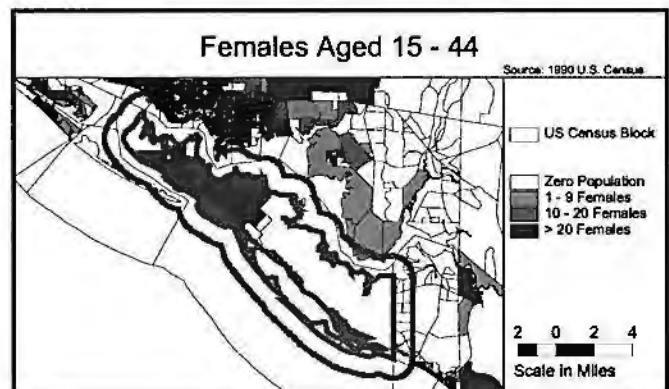 Females Aged 15 - 44
Source: 1990 U.S. Census
US Census Block
Zero Population
1 - 9 Females
10 - 20 Females
> 20 Females
2 0 2 4
Scale in Miles